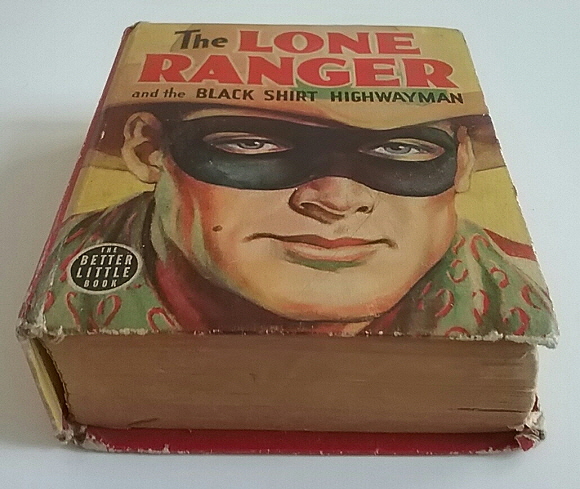 The LONE
RANGER
and the BLACK SHIRT HIGHWAYMAN
THE
BETTER
LITTLE
BOOK